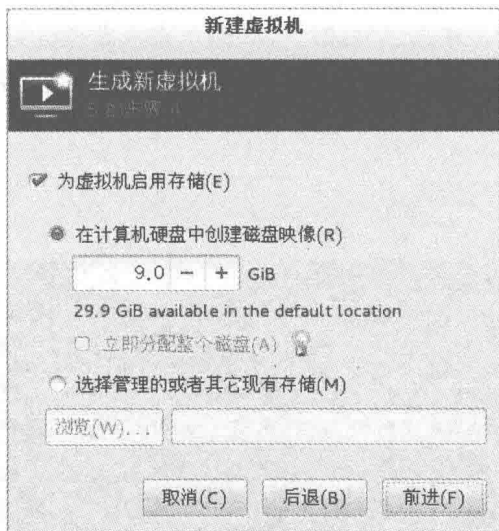 新建虚拟机
生成新虚拟机
为虚拟机启用存储(E)
在计算机硬盘中创建磁盘映像(R)
9.0 - + GiB
29.9 GiB available in the default location
立即分配整个磁盘(A)
选择管理的或者其它现有存储(M)
浏览(W)...
取消(C) 后退(B) 前进(F)